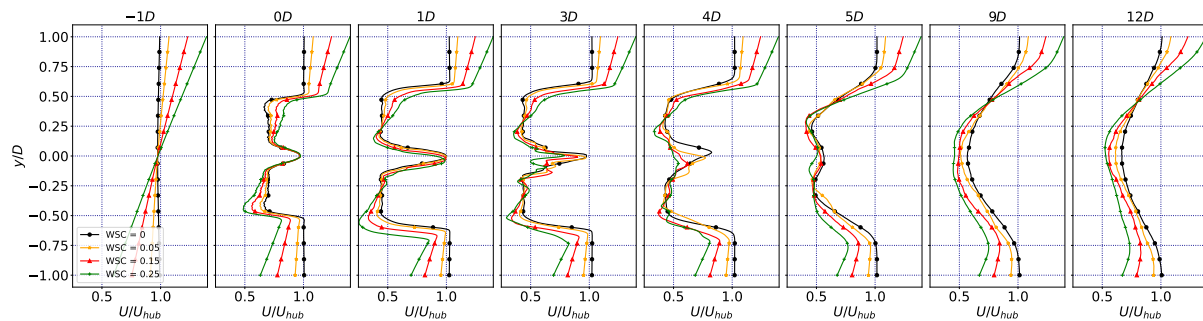 −1D 0D 1D 3D 4D 5D 9D 12D
y/D
1.00
0.75
0.50
0.25
0.00
−0.25
−0.50
−0.75
−1.00
WSC = 0
WSC = 0.05
WSC = 0.15
WSC = 0.25
0.5 1.0 0.5 1.0 0.5 1.0 0.5 1.0 0.5 1.0 0.5 1.0 0.5 1.0 0.5 1.0
U/U_hub U/U_hub U/U_hub U/U_hub U/U_hub U/U_hub U/U_hub U/U_hub